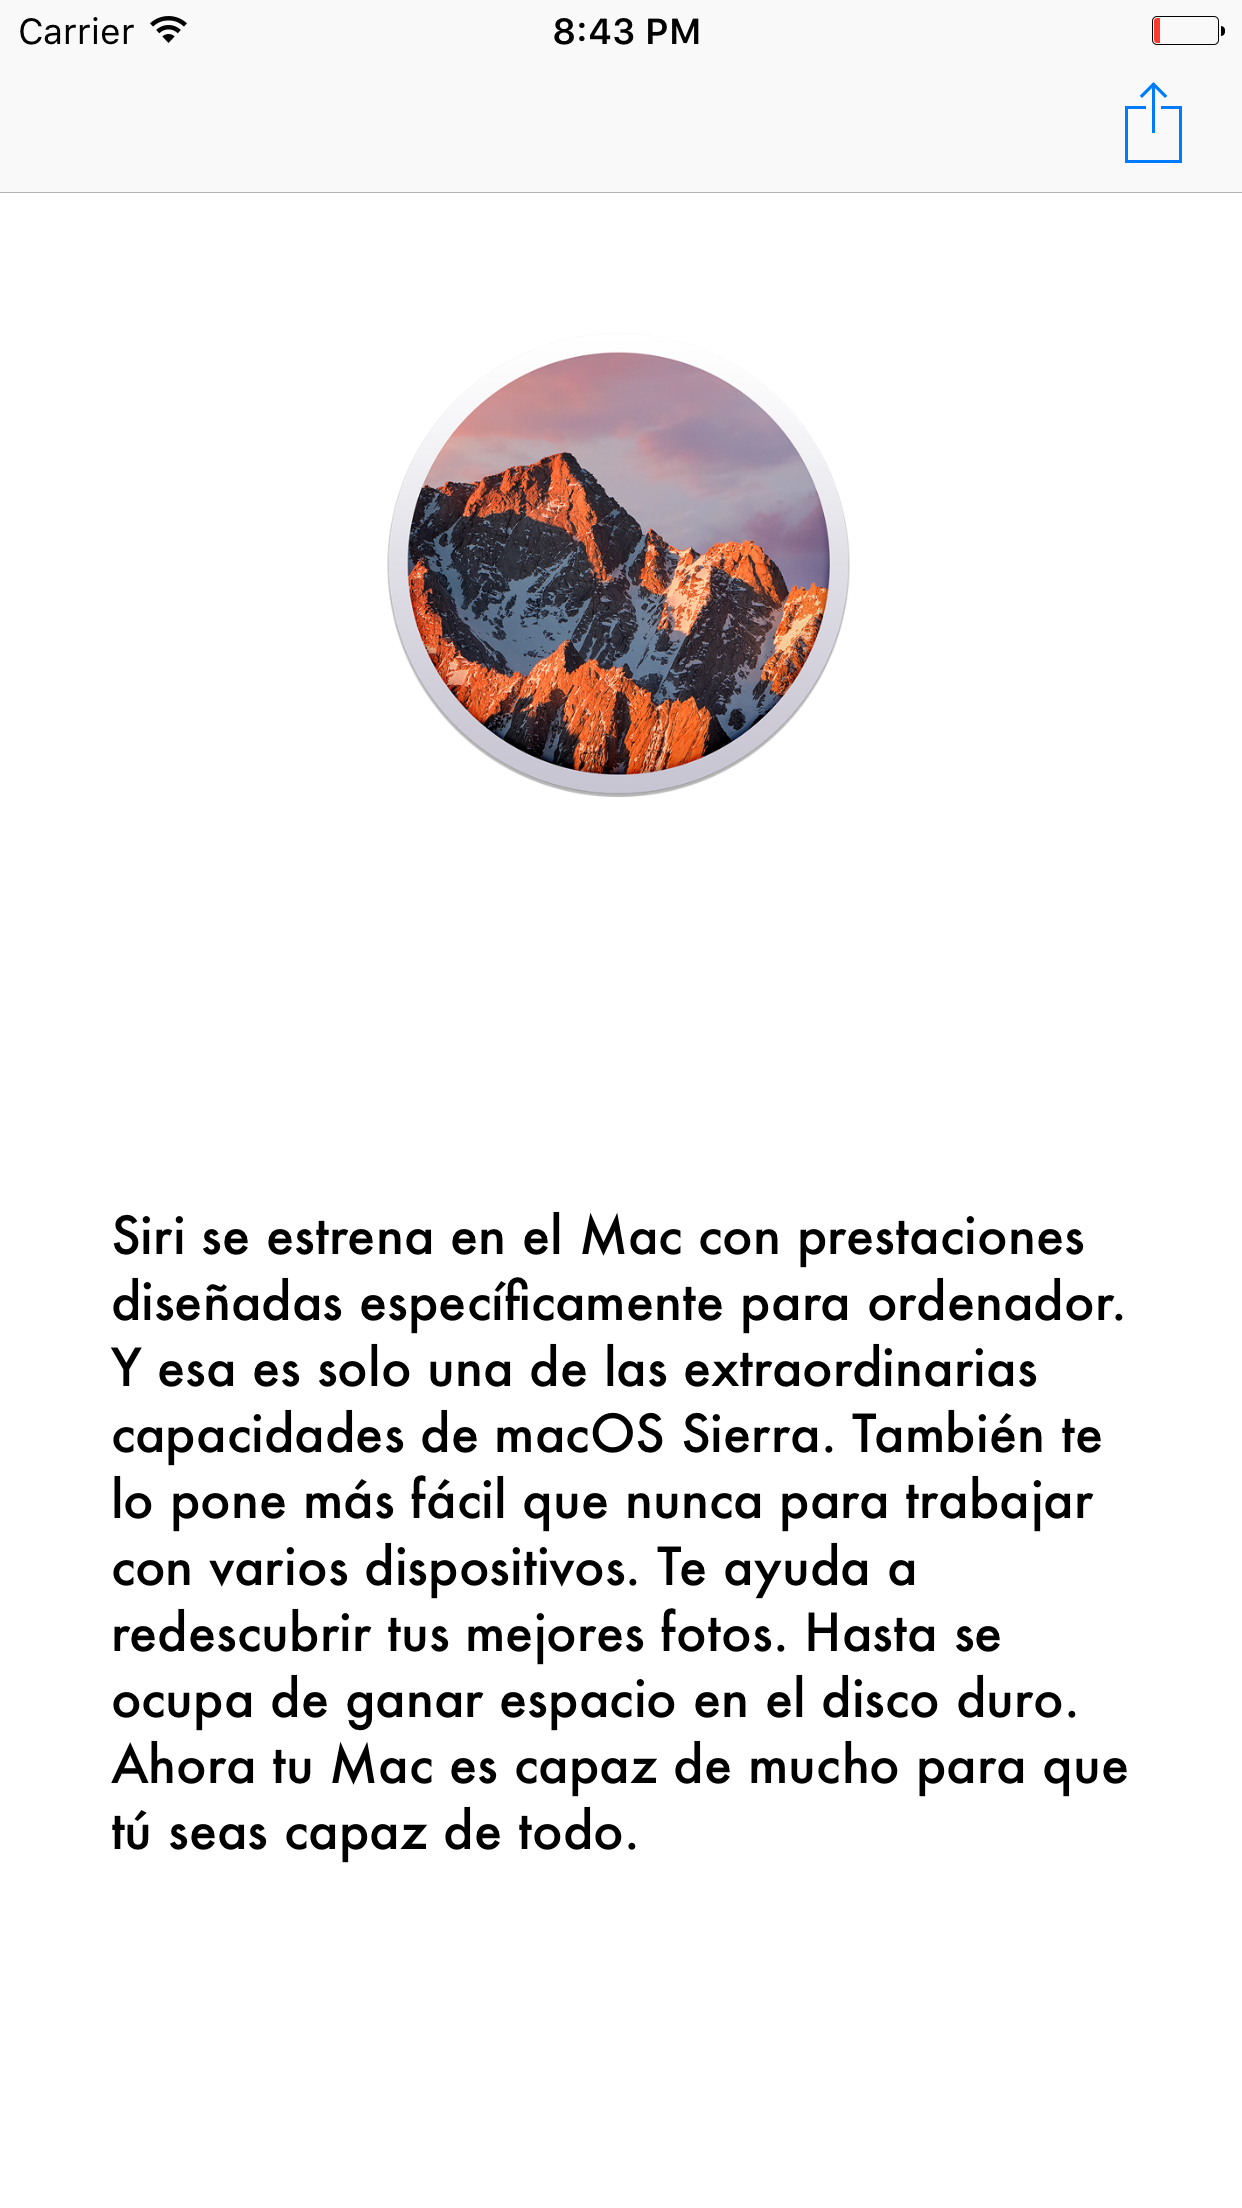 Carrier
8:43 PM
Siri se estrena en el Mac con prestaciones
diseñadas específicamente para ordenador.
Y esa es solo una de las extraordinarias
capacidades de macOS Sierra. También te
lo pone más fácil que nunca para trabajar
con varios dispositivos. Te ayuda a
redescubrir tus mejores fotos. Hasta se
ocupa de ganar espacio en el disco duro.
Ahora tu Mac es capaz de mucho para que
tú seas capaz de todo.